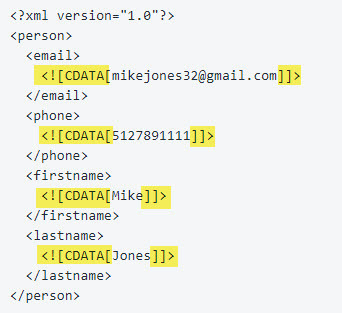 <?xml version="1.0"?>
<person>
  <email>
    <![CDATA[mikejones32@gmail.com]]>
  </email>
  <phone>
    <![CDATA[5127891111]]>
  </phone>
  <firstname>
    <![CDATA[Mike]]>
  </firstname>
  <lastname>
    <![CDATA[Jones]]>
  </lastname>
</person>